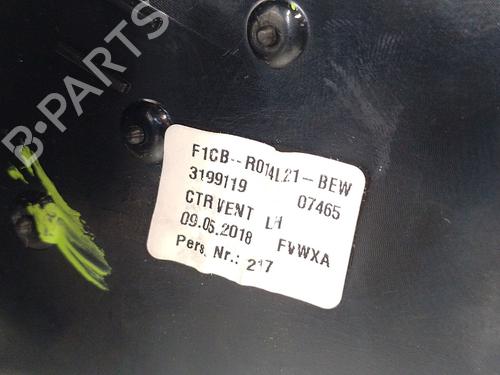 B-PARTS
F1CB--R014L21-BEW
3199119 07465
CTR VENT LH
09.05.2018 FVWXA
Pers. Nr.: 217